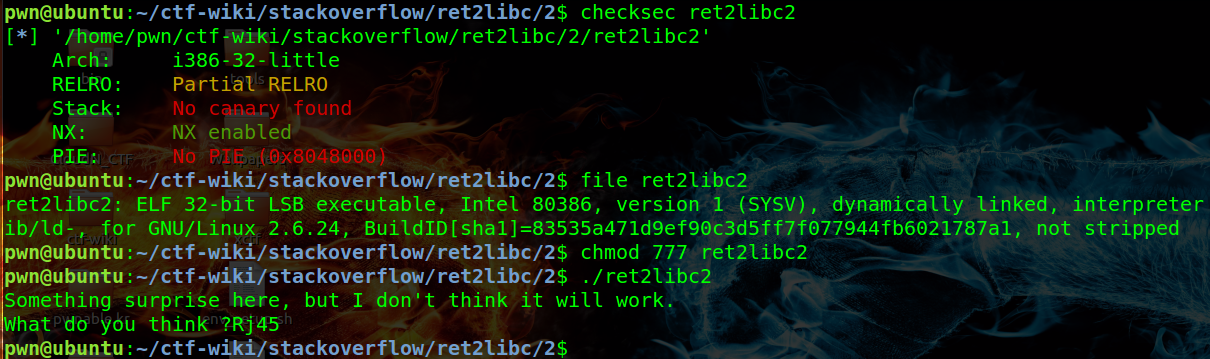 pwn@ubuntu:~/ctf-wiki/stackoverflow/ret2libc/2$ checksec ret2libc2
[*] '/home/pwn/ctf-wiki/stackoverflow/ret2libc/2/ret2libc2'
    Arch:     i386-32-little
    RELRO:    Partial RELRO
    Stack:    No canary found
    NX:       NX enabled
    PIE:      No PIE (0x8048000)
pwn@ubuntu:~/ctf-wiki/stackoverflow/ret2libc/2$ file ret2libc2
ret2libc2: ELF 32-bit LSB executable, Intel 80386, version 1 (SYSV), dynamically linked, interpreter
ib/ld-, for GNU/Linux 2.6.24, BuildID[sha1]=83535a471d9ef90c3d5ff7f077944fb6021787a1, not stripped
pwn@ubuntu:~/ctf-wiki/stackoverflow/ret2libc/2$ chmod 777 ret2libc2
pwn@ubuntu:~/ctf-wiki/stackoverflow/ret2libc/2$ ./ret2libc2
Something surprise here, but I don't think it will work.
What do you think ?Rj45
pwn@ubuntu:~/ctf-wiki/stackoverflow/ret2libc/2$